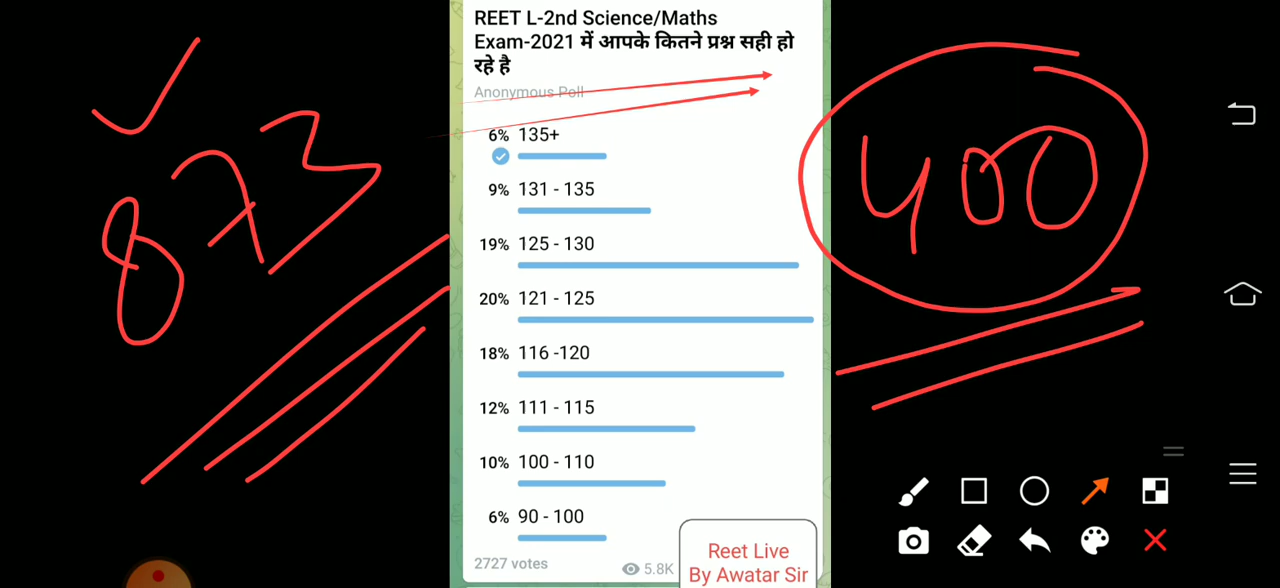 REET L-2nd Science/Maths
Exam-2021 में आपके कितने प्रश्न सही हो
रहे है
Anonymous Poll
6% 135+
9% 131 - 135
19% 125 - 130
20% 121 - 125
18% 116 -120
12% 111 - 115
10% 100 - 110
6% 90 - 100
2727 votes
5.8K
Reet Live
By Awatar Sir
873
400